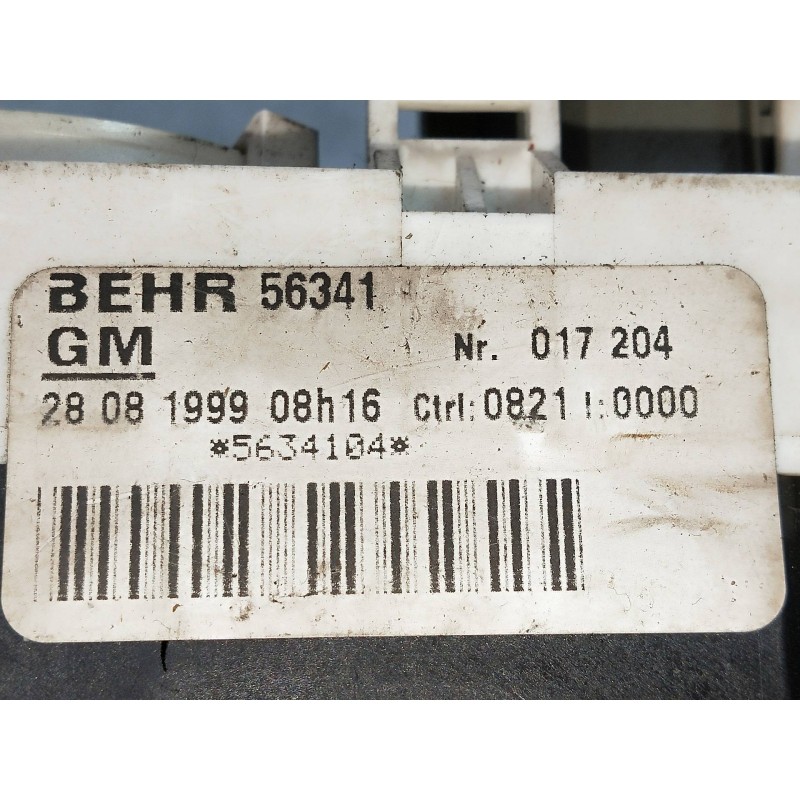 BEHR 56341
GM Nr. 017 204
28 08 1999 08h16 Ctrl:0821 I:0000
*5634104*